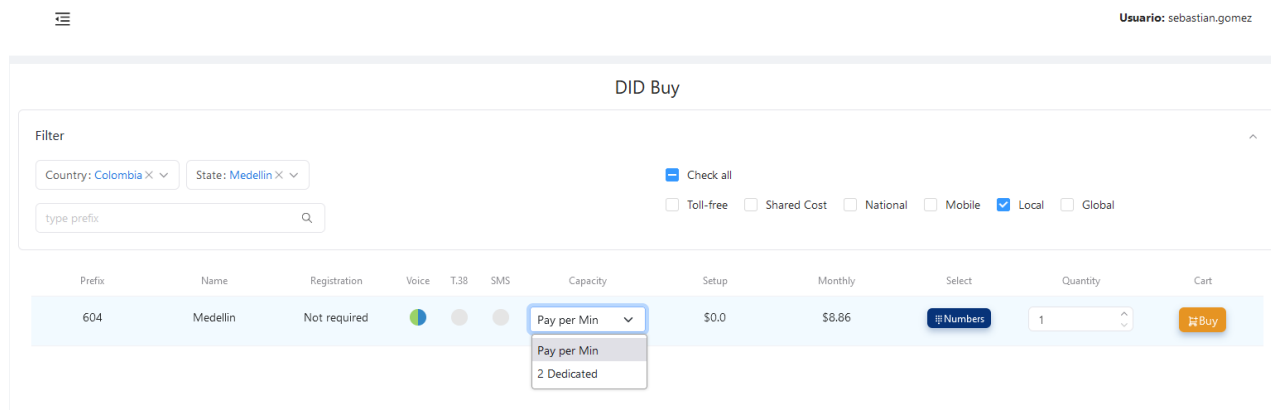 Usuario: sebastian.gomez
DID Buy
Filter
Country: Colombia State: Medellin
Check all
type prefix
Toll-free Shared Cost National Mobile Local Global
Prefix Name Registration Voice T.38 SMS Capacity Setup Monthly Select Quantity Cart
604 Medellin Not required Pay per Min $0.0 $8.86 Numbers 1 Buy
Pay per Min
2 Dedicated